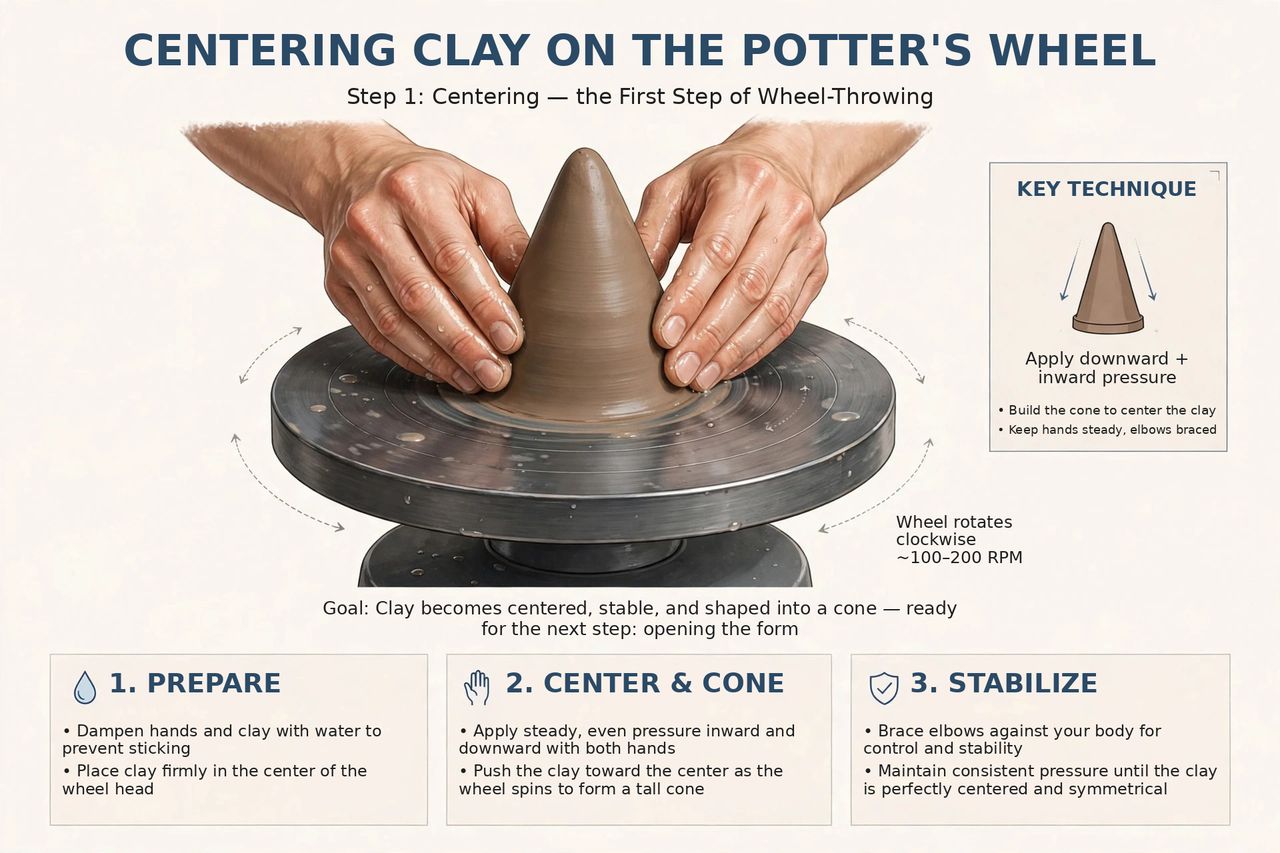 CENTERING CLAY ON THE POTTER'S WHEEL
Step 1: Centering — the First Step of Wheel-Throwing
KEY TECHNIQUE
Apply downward +
inward pressure
• Build the cone to center the clay
• Keep hands steady, elbows braced
Wheel rotates
clockwise
~100–200 RPM
Goal: Clay becomes centered, stable, and shaped into a cone — ready
for the next step: opening the form
1. PREPARE
• Dampen hands and clay with water to
prevent sticking
• Place clay firmly in the center of the
wheel head
2. CENTER & CONE
• Apply steady, even pressure inward and
downward with both hands
• Push the clay toward the center as the
wheel spins to form a tall cone
3. STABILIZE
• Brace elbows against your body for
control and stability
• Maintain consistent pressure until the clay
is perfectly centered and symmetrical